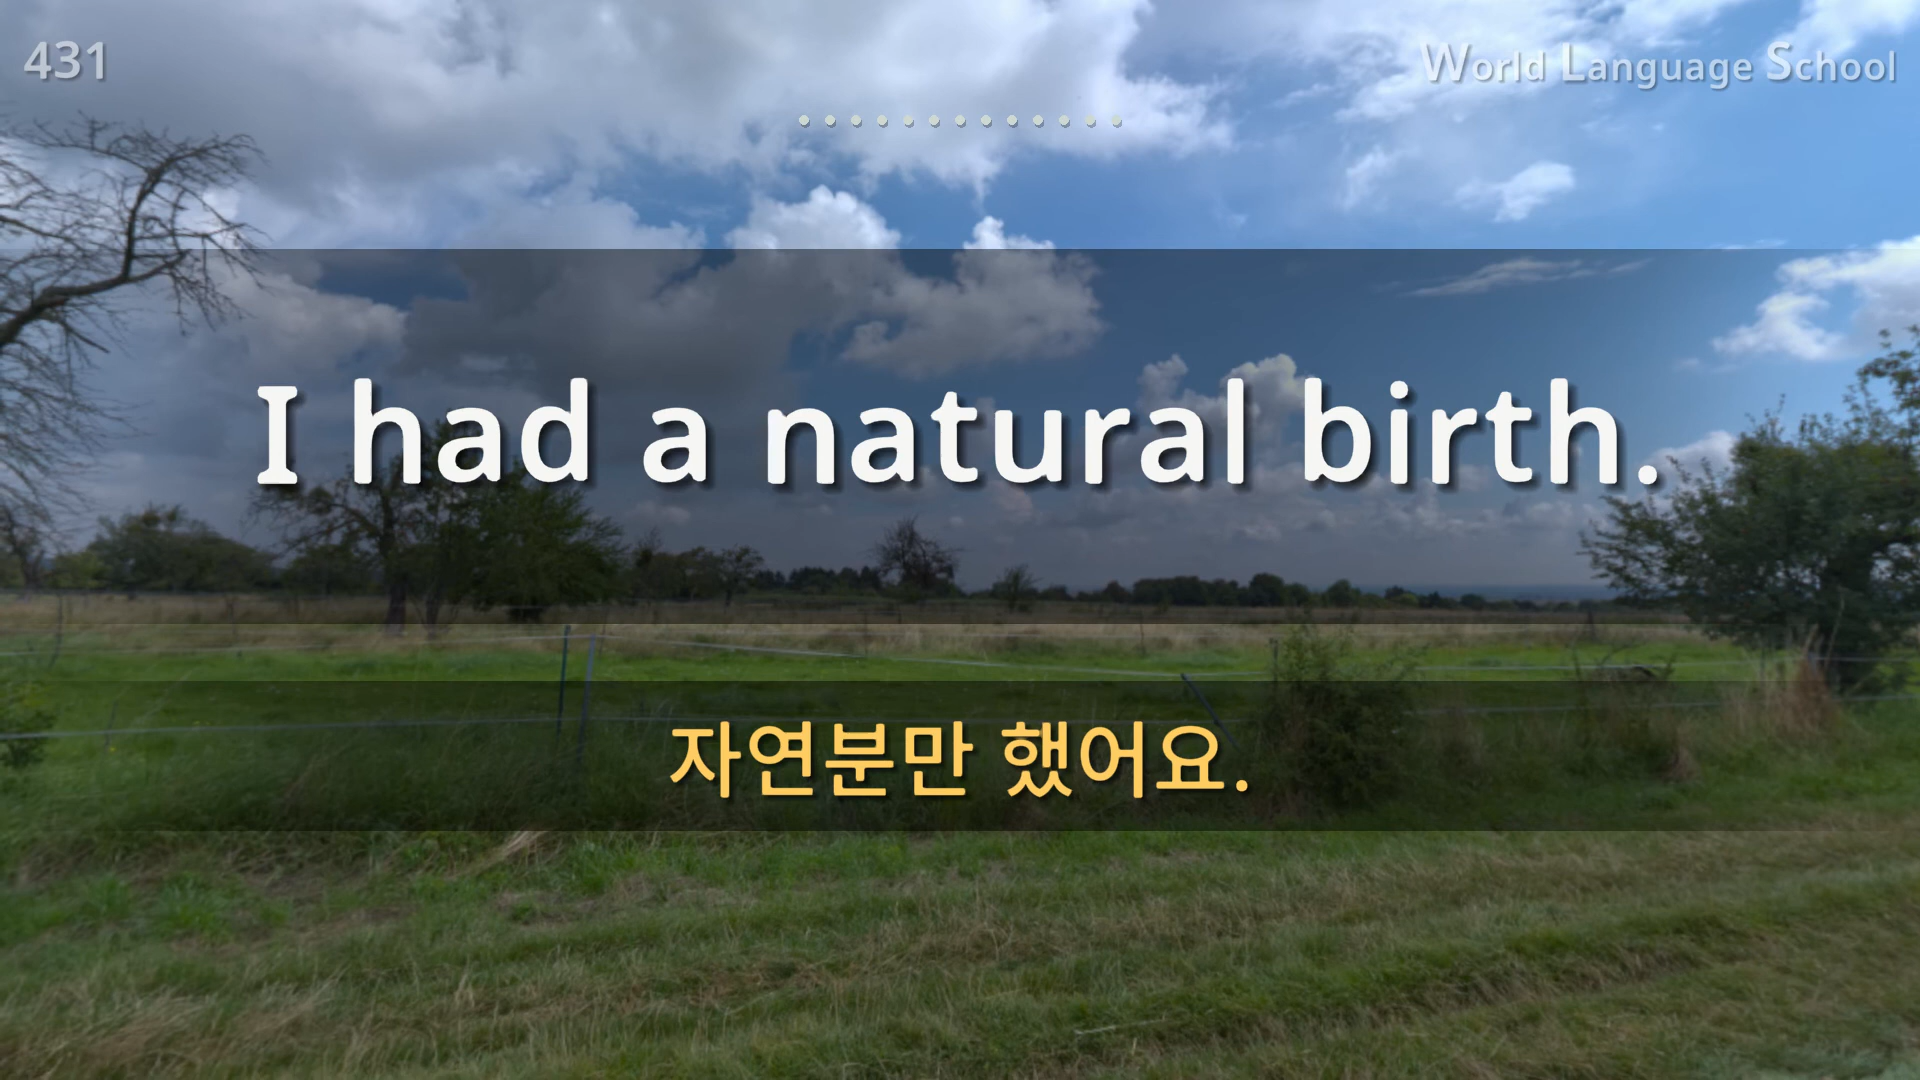 431
World Language School
I had a natural birth.
자연분만 했어요.